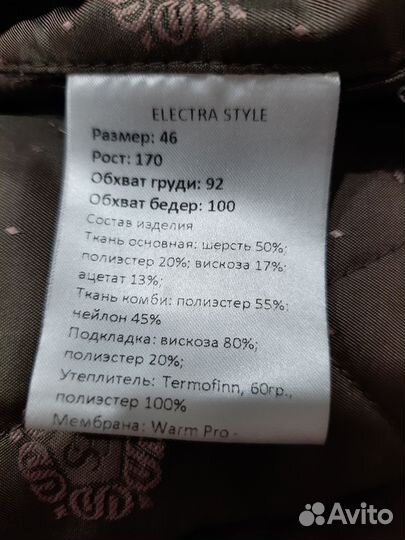 ELECTRA STYLE
Размер: 46
Рост: 170
Обхват груди: 92
Обхват бедер: 100
Состав изделия
Ткань основная: шерсть 50%;
полиэстер 20%; вискоза 17%;
ацетат 13%;
Ткань комби: полиэстер 55%;
нейлон 45%
Подкладка: вискоза 80%;
полиэстер 20%;
Утеплитель: Termofinn, 60гр.,
полиэстер 100%
Мембрана: Warm Pro -
Avito